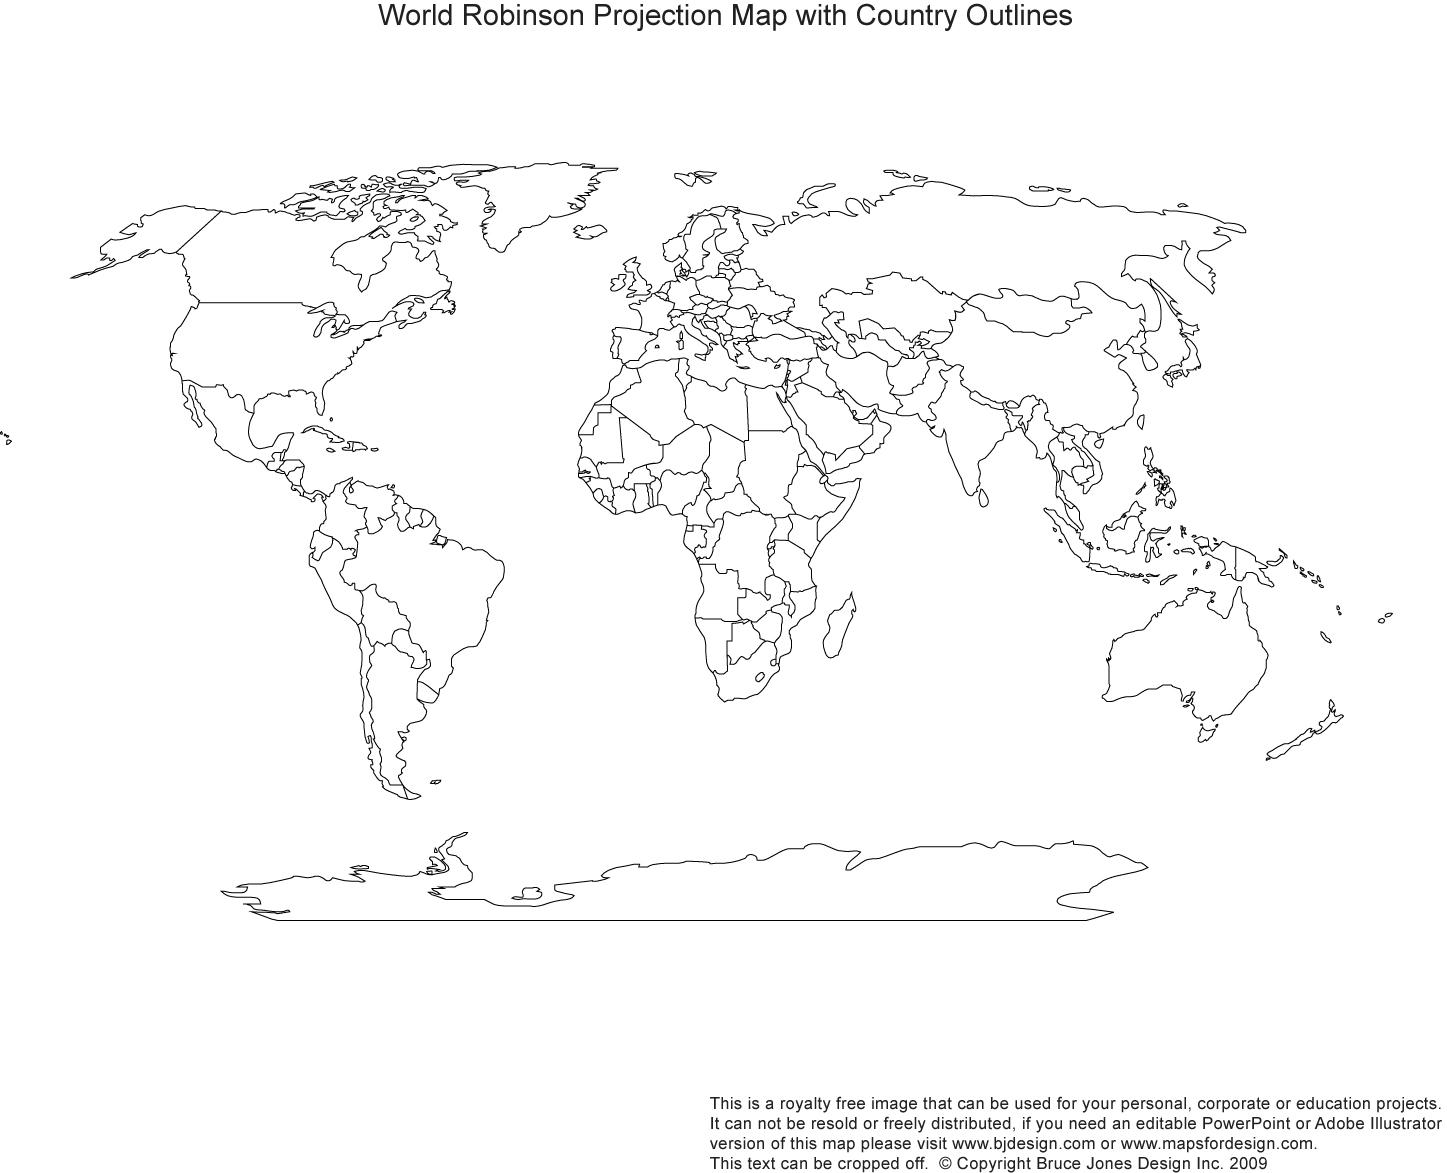 World Robinson Projection Map with Country Outlines
This is a royalty free image that can be used for your personal, corporate or education projects.
It can not be resold or freely distributed, if you need an editable PowerPoint or Adobe Illustrator
version of this map please visit www.bjdesign.com or www.mapsfordesign.com.
This text can be cropped off. © Copyright Bruce Jones Design Inc. 2009